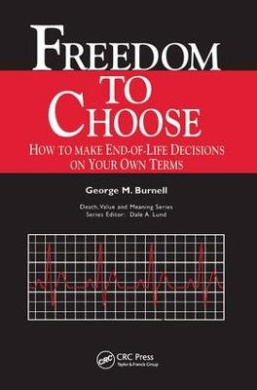 FREEDOM
TO
CHOOSE
HOW TO MAKE END-OF-LIFE DECISIONS
ON YOUR OWN TERMS
George M. Burnell
Death, Value and Meaning Series
Series Editor: Dale A. Lund
CRC Press
Taylor & Francis Group